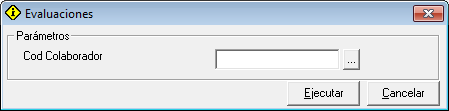 Evaluaciones
Parámetros
Cod Colaborador
...
Ejecutar
Cancelar